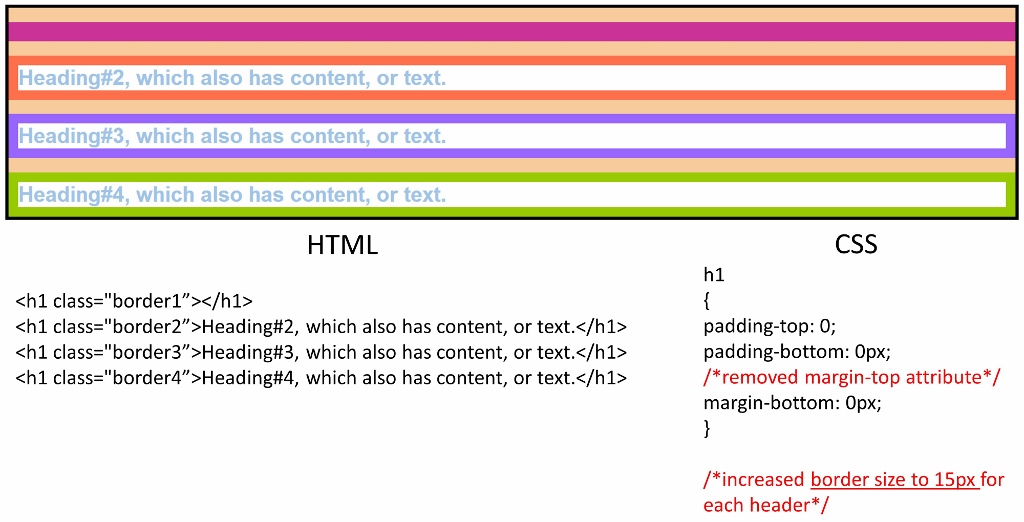 Heading#2, which also has content, or text.
Heading#3, which also has content, or text.
Heading#4, which also has content, or text.
HTML
<h1 class="border1”></h1>
<h1 class="border2”>Heading#2, which also has content, or text.</h1>
<h1 class="border3”>Heading#3, which also has content, or text.</h1>
<h1 class="border4”>Heading#4, which also has content, or text.</h1>
CSS
h1
{
padding-top: 0;
padding-bottom: 0px;
/*removed margin-top attribute*/
margin-bottom: 0px;
}
/*increased border size to 15px for
each header*/